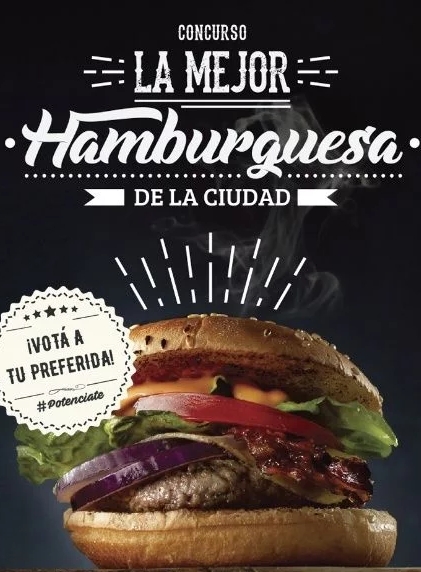 CONCURSO
LA MEJOR
Hamburguesa
DE LA CIUDAD
¡VOTÁ A
TU PREFERIDA!
#Potenciate